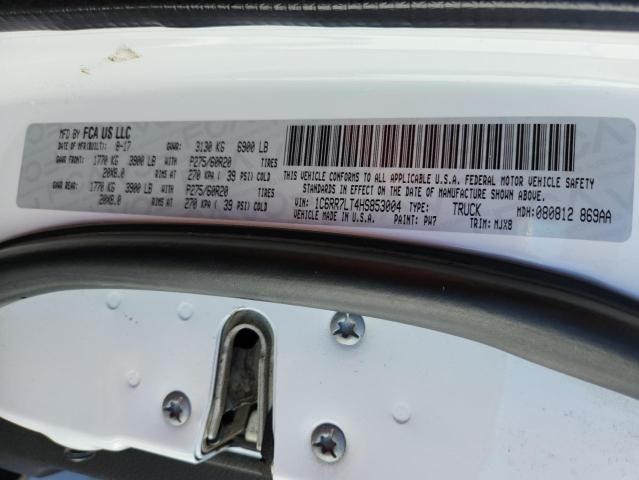 MFD BY FCA US LLC
DATE OF MFR(BUILT): 8-17 GVWR: 3130 KG 6900 LB
GAWR FRONT: 1770 KG 3900 LB WITH P275/60R20 TIRES
20X8.0 RIMS AT 270 KPA ( 39 PSI) COLD
GAWR REAR: 1770 KG 3900 LB WITH P275/60R20 TIRES
20X8.0 RIMS AT 270 KPA ( 39 PSI) COLD
THIS VEHICLE CONFORMS TO ALL APPLICABLE U.S.A. FEDERAL MOTOR VEHICLE SAFETY
STANDARDS IN EFFECT ON THE DATE OF MANUFACTURE SHOWN ABOVE.
VIN: 1C6RR7LT4HS853004 TYPE: TRUCK MDH: 080812 869AA
VEHICLE MADE IN U.S.A. PAINT: PW7 TRIM: MJX8